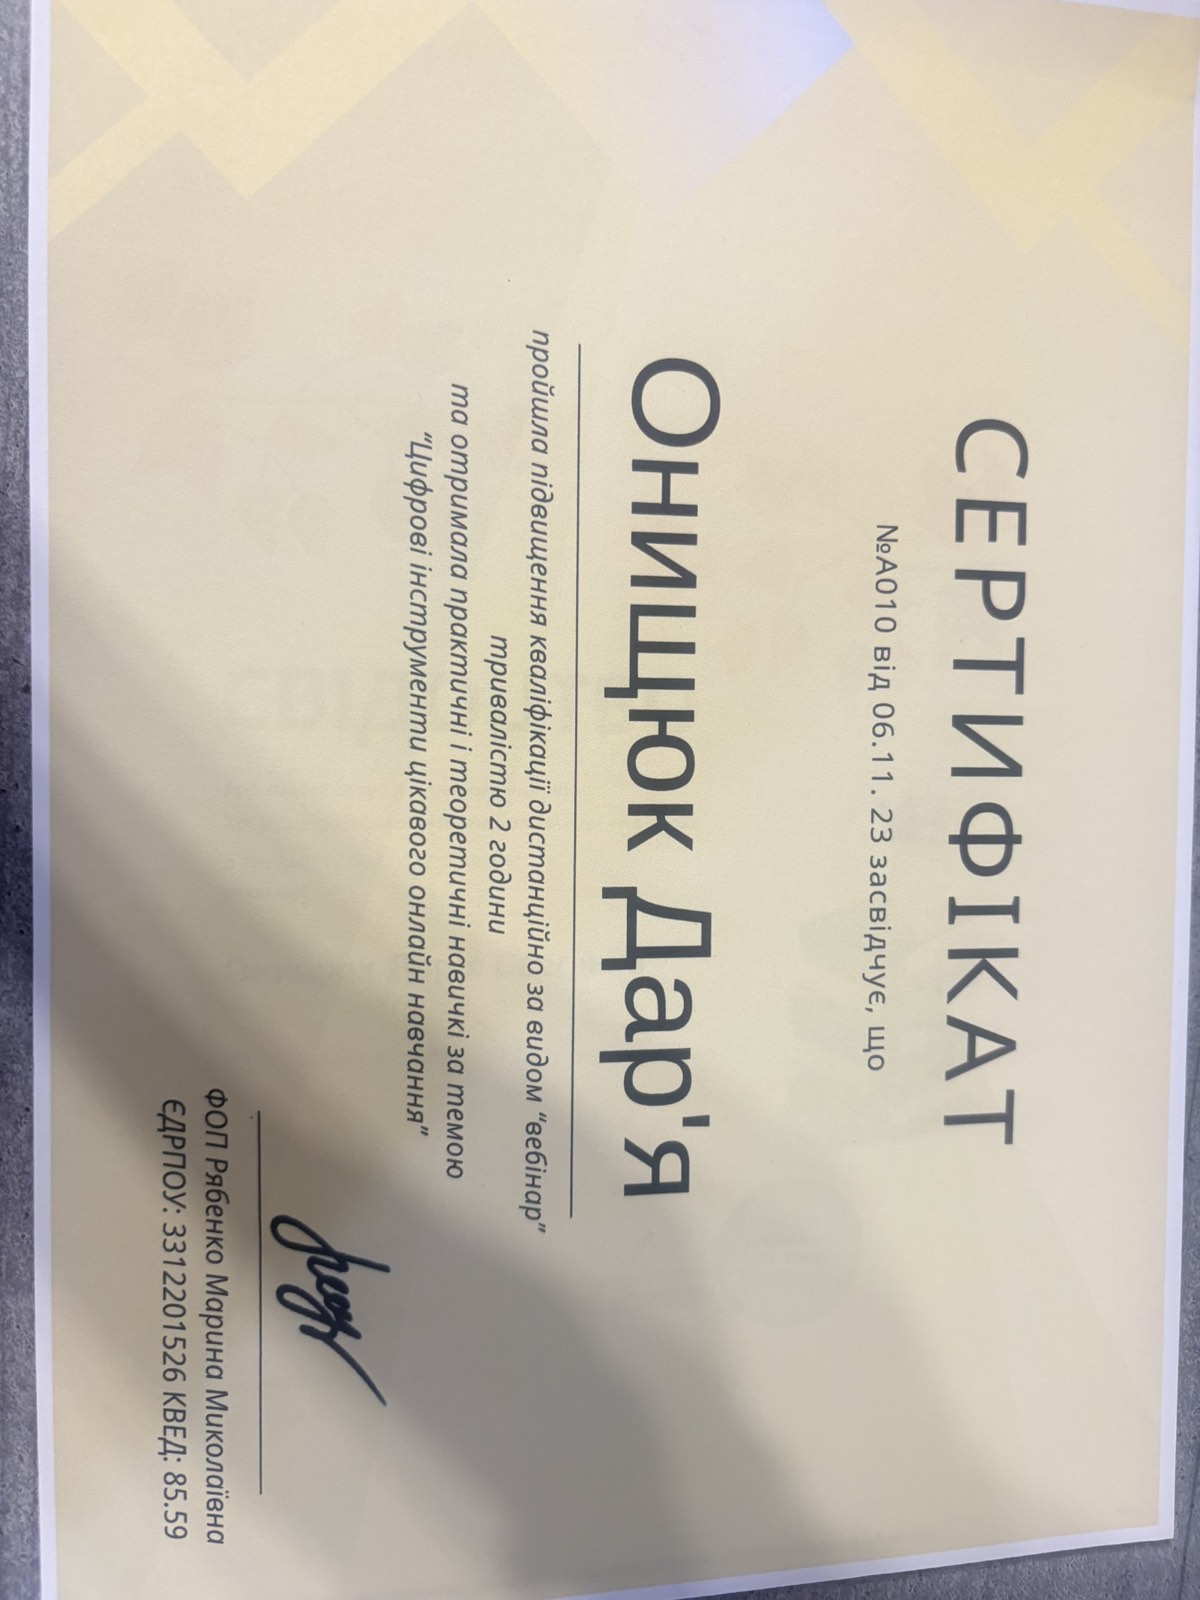 СЕРТИФІКАТ
№А010 від 06.11. 23 засвідчує, що
Онищюк Дар'я
пройшла підвищення кваліфікації дистанційно за видом “вебінар”
тривалістю 2 години
та отримала практичні і теоретичні навичкі за темою
“Цифрові інструменти цікавого онлайн навчання”
ФОП Рябенко Марина Миколаївна
ЄДРПОУ: 3312201526 КВЕД: 85.59